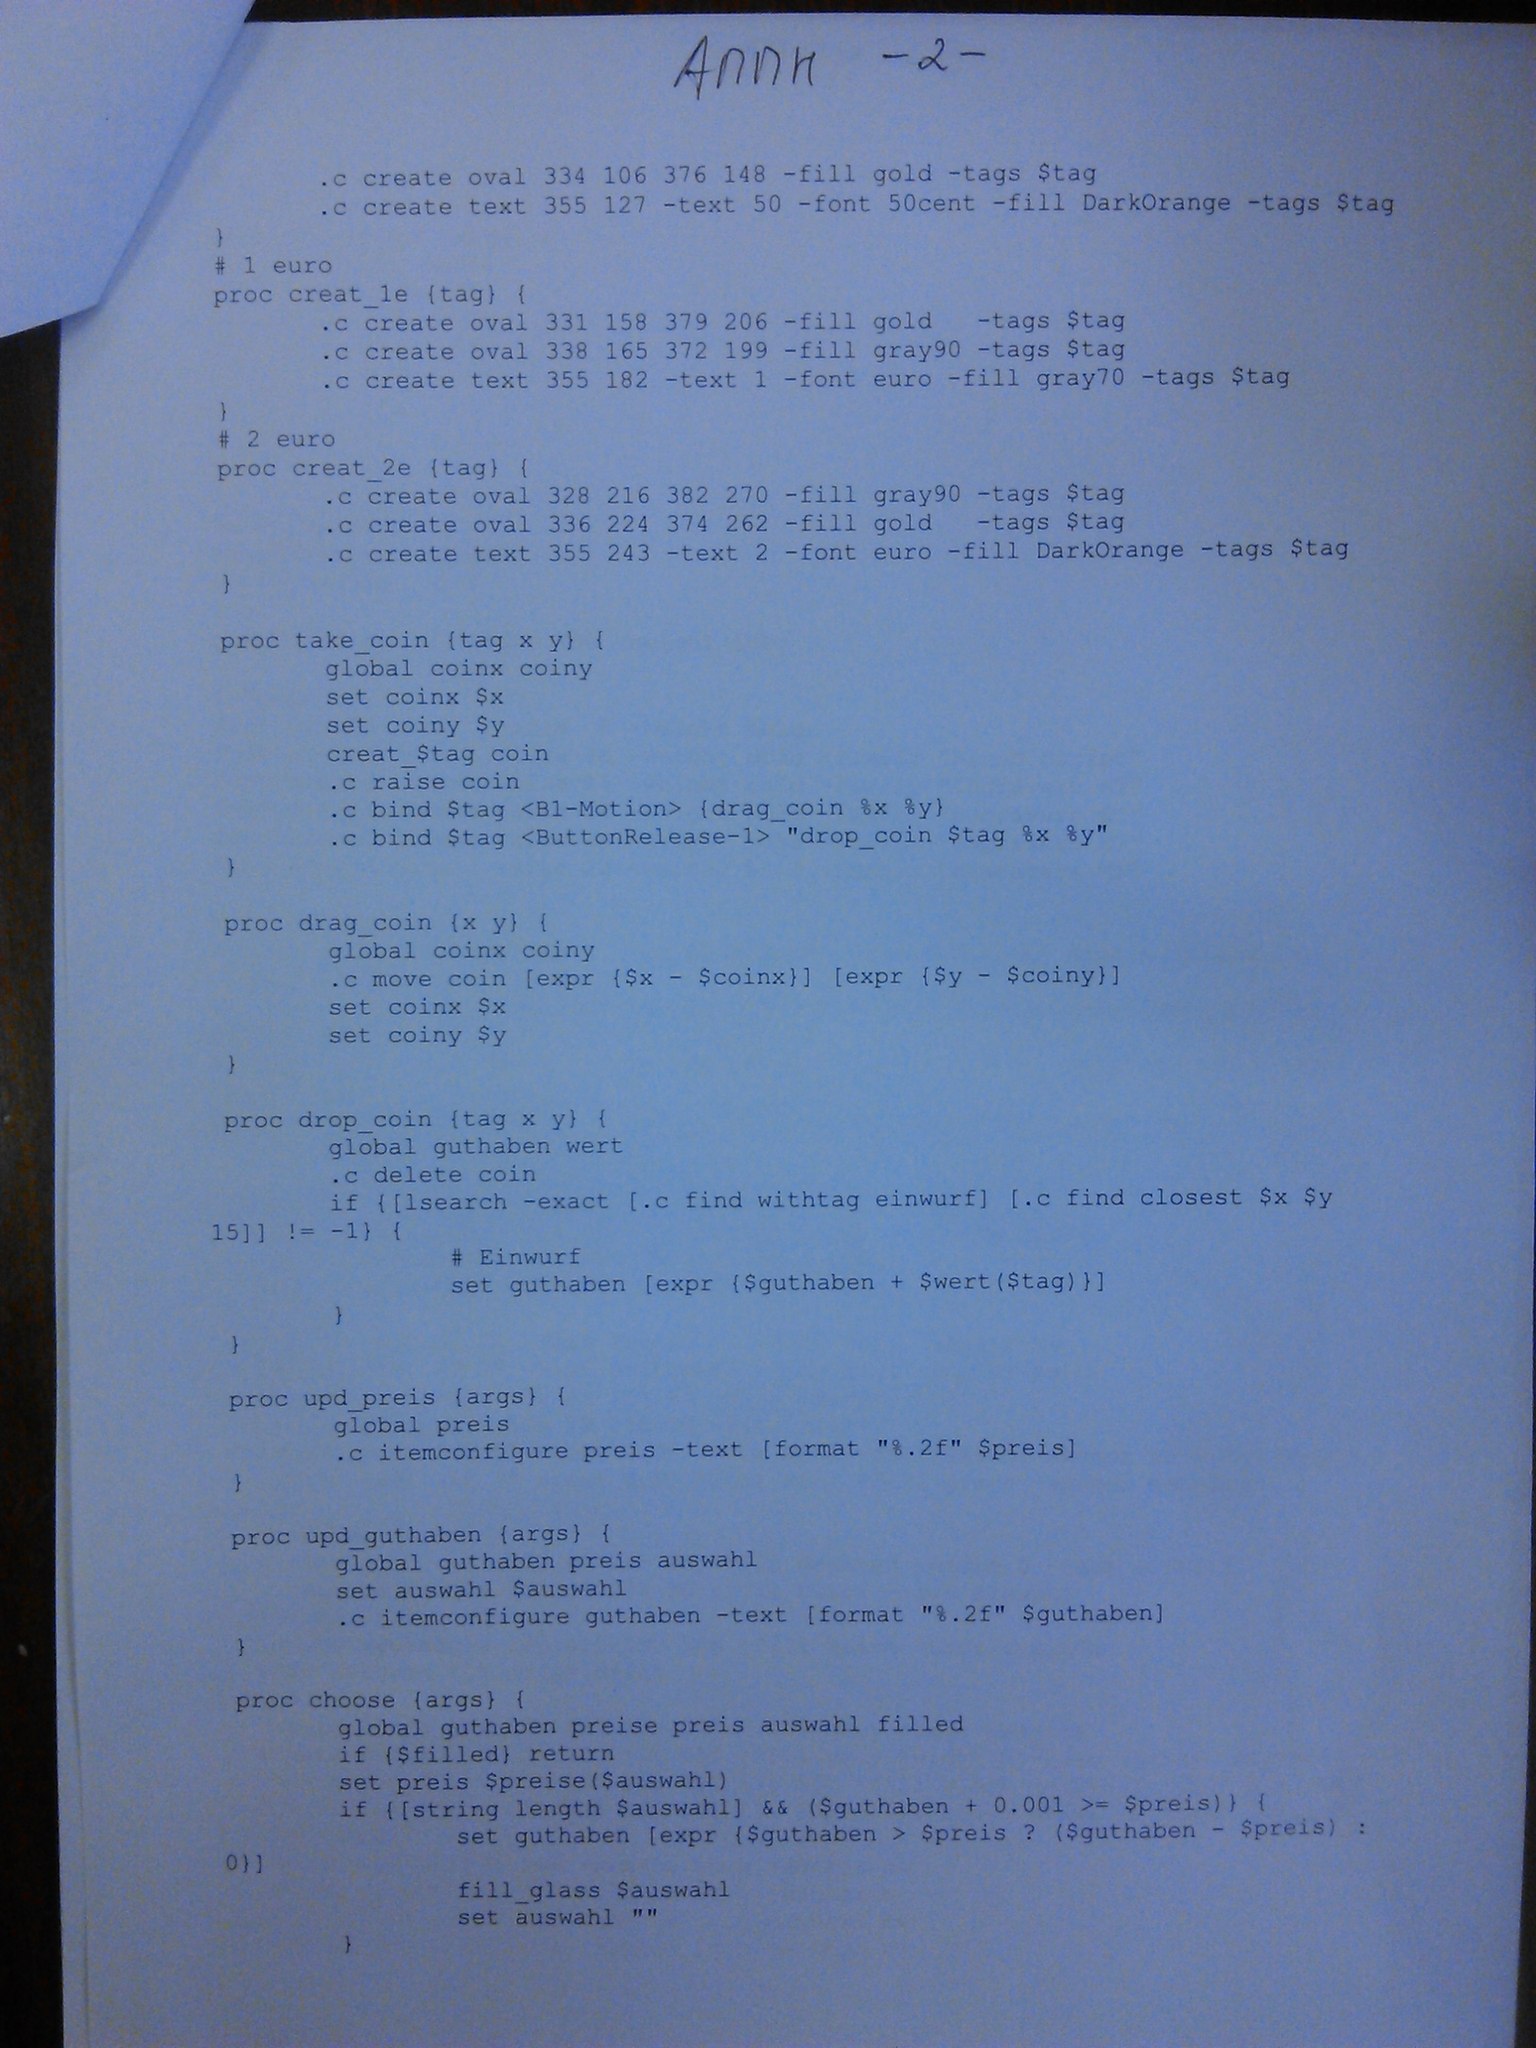 Аппн -2-
.c create oval 334 106 376 148 -fill gold -tags $tag
.c create text 355 127 -text 50 -font 50cent -fill DarkOrange -tags $tag
}
# 1 euro
proc creat_1e {tag} {
.c create oval 331 158 379 206 -fill gold   -tags $tag
.c create oval 338 165 372 199 -fill gray90 -tags $tag
.c create text 355 182 -text 1 -font euro -fill gray70 -tags $tag
}
# 2 euro
proc creat_2e {tag} {
.c create oval 328 216 382 270 -fill gray90 -tags $tag
.c create oval 336 224 374 262 -fill gold   -tags $tag
.c create text 355 243 -text 2 -font euro -fill DarkOrange -tags $tag
}
proc take_coin {tag x y} {
global coinx coiny
set coinx $x
set coiny $y
creat_$tag coin
.c raise coin
.c bind $tag <B1-Motion> {drag_coin %x %y}
.c bind $tag <ButtonRelease-1> "drop_coin $tag %x %y"
}
proc drag_coin {x y} {
global coinx coiny
.c move coin [expr {$x - $coinx}] [expr {$y - $coiny}]
set coinx $x
set coiny $y
}
proc drop_coin {tag x y} {
global guthaben wert
.c delete coin
if {[lsearch -exact [.c find withtag einwurf] [.c find closest $x $y
15]] != -1} {
# Einwurf
set guthaben [expr {$guthaben + $wert($tag)}]
}
}
proc upd_preis {args} {
global preis
.c itemconfigure preis -text [format "%.2f" $preis]
}
proc upd_guthaben {args} {
global guthaben preis auswahl
set auswahl $auswahl
.c itemconfigure guthaben -text [format "%.2f" $guthaben]
}
proc choose {args} {
global guthaben preise preis auswahl filled
if {$filled} return
set preis $preise($auswahl)
if {[string length $auswahl] && ($guthaben + 0.001 >= $preis)} {
set guthaben [expr {$guthaben > $preis ? ($guthaben - $preis) :
0}]
fill_glass $auswahl
set auswahl ""
}